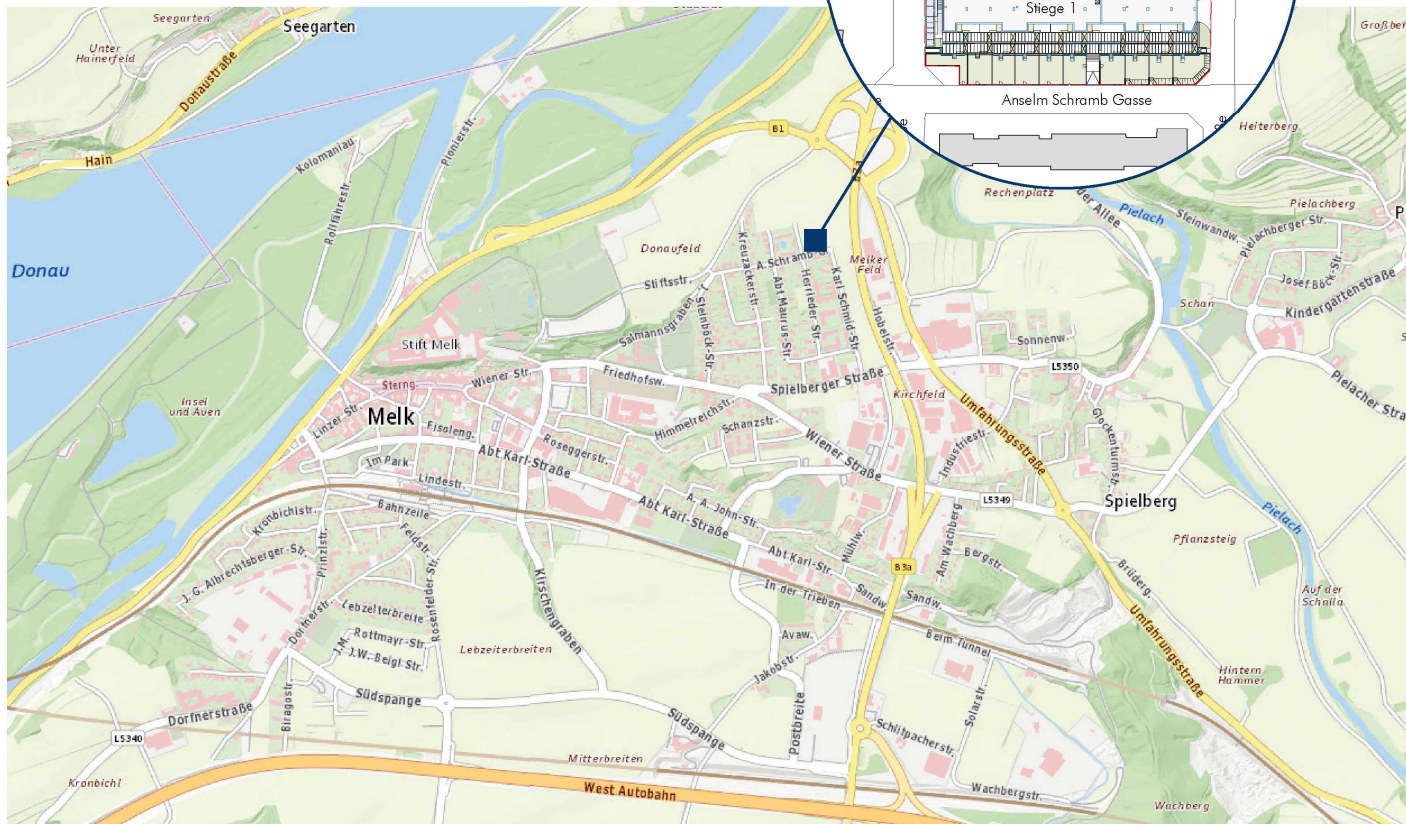 Seegarten
Seegarten
Unter
Hainerfeld
Donaustraße
Hain
Stiege 1
Anselm Schramb Gasse
Heiterberg
Kolomaniau
Pionierstr.
B1
Rollfährestr.
Rechenplatz
der Allee
Pielach
Steinwandw.
Pielachberg
Pielachberger Str.
Donau
Donaufeld
Stiftsstr.
Kreuzackerstr.
A. Schramb
Melker
Feld
Josef Böck-Str.
Schan
Kindergartenstraße
Salmannsgraben
Steinböck-Str.
Abt Maurus-Str.
Herrleder-Str.
Karl Schmid-Str.
Hobelstr.
Sonnenw.
L5350
Stift Melk
Sterng.
Wiener Str.
Friedhofsw.
Spielberger Straße
Kirchfeld
Pielacher Stra
Insel
und Auen
Linzer Str.
Melk
Fisoleng.
Himmelreichstr.
Schanzstr.
Umfahrungsstraße
Glockenturmstr.
Im Park
Abt Karl-Straße
Roseggerstr.
Wiener Straße
Industriestr.
Lindestr.
L5349
Spielberg
Kronbichlstr.
Bahnzeile
Abt Karl-Straße
A. A. John-Str.
Pielach
Feldstr.
Mühlw.
Am Wachberg
Pflanzsteig
J. G. Albrechtsberger-Str.
Prinzlstr.
Abt Karl-Str.
Bergstr.
B3a
Brüderg.
Auf der
Schalla
Kirschengraben
In der Trieben
Sandw.
Sandw.
Dorfnerstr.
Lebzelterbreite
Rosenfelder-Str.
J.M. Rottmayr-Str.
J.W. Beigl Str.
Lebzelterbreiten
Avaw.
Beim Tunnel
Umfahrungsstraße
Jakobstr.
Hintern
Hammer
Südspange
Biragostr.
Dorfnerstraße
Südspange
Postbreite
Solarstr.
Schlitpacherstr.
L5340
Mitterbreiten
Kronbichl
West Autobahn
Wachbergstr.
Wachberg